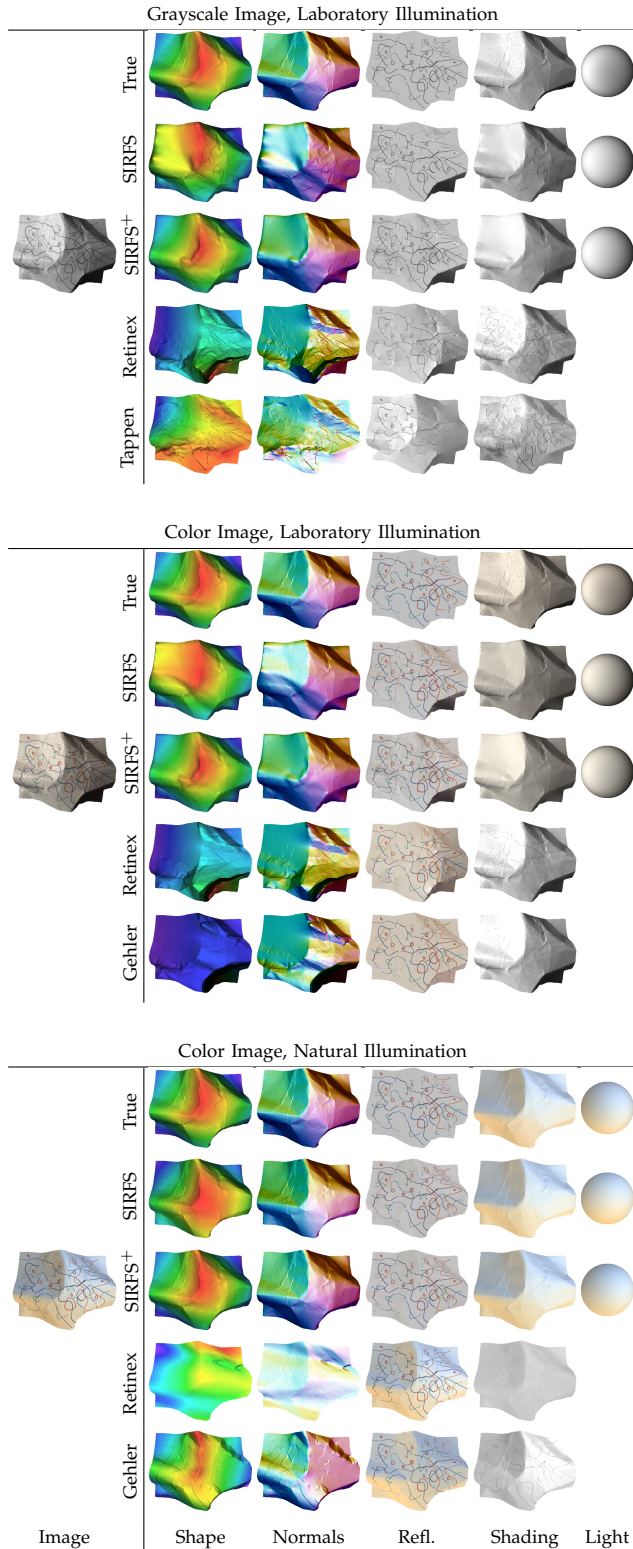 Grayscale Image, Laboratory Illumination
True
SIRFS
SIRFS+
Retinex
Tappen
Color Image, Laboratory Illumination
True
SIRFS
SIRFS+
Retinex
Gehler
Color Image, Natural Illumination
True
SIRFS
SIRFS+
Retinex
Gehler
Image Shape Normals Refl. Shading Light